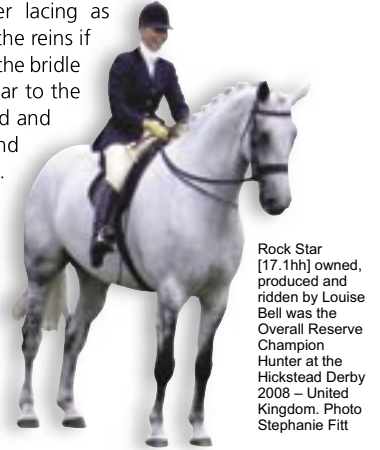 er lacing as
the reins if
the bridle
ar to the
d and
nd
.
Rock Star
[17.1hh] owned,
produced and
ridden by Louise
Bell was the
Overall Reserve
Champion
Hunter at the
Hickstead Derby
2008 – United
Kingdom. Photo
Stephanie Fitt